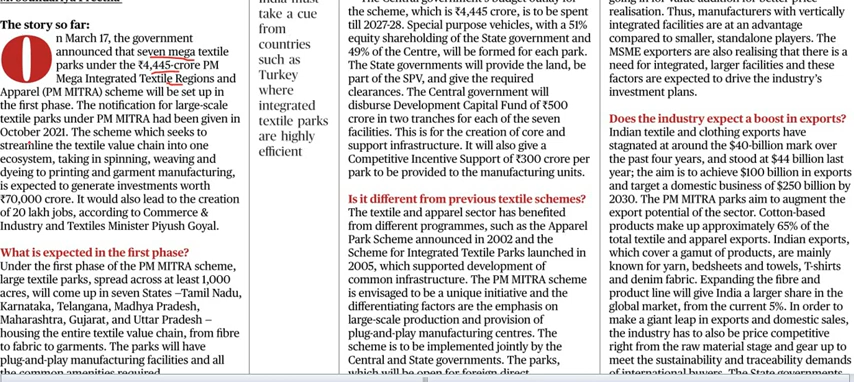 The story so far:
On March 17, the government
announced that seven mega textile
parks under the ₹4,445-crore PM
Mega Integrated Textile Regions and
Apparel (PM MITRA) scheme will be set up in
the first phase. The notification for large-scale
textile parks under PM MITRA had been given in
October 2021. The scheme which seeks to
streamline the textile value chain into one
ecosystem, taking in spinning, weaving and
dyeing to printing and garment manufacturing,
is expected to generate investments worth
₹70,000 crore. It would also lead to the creation
of 20 lakh jobs, according to Commerce &
Industry and Textiles Minister Piyush Goyal.
What is expected in the first phase?
Under the first phase of the PM MITRA scheme,
large textile parks, spread across at least 1,000
acres, will come up in seven States —Tamil Nadu,
Karnataka, Telangana, Madhya Pradesh,
Maharashtra, Gujarat, and Uttar Pradesh —
housing the entire textile value chain, from fibre
to fabric to garments. The parks will have
plug-and-play manufacturing facilities and all
the common amenities required
India must
take a cue
from
countries
such as
Turkey
where
integrated
textile parks
are highly
efficient
the scheme, which is ₹4,445 crore, is to be spent
till 2027-28. Special purpose vehicles, with a 51%
equity shareholding of the State government and
49% of the Centre, will be formed for each park.
The State governments will provide the land, be
part of the SPV, and give the required
clearances. The Central government will
disburse Development Capital Fund of ₹500
crore in two tranches for each of the seven
facilities. This is for the creation of core and
support infrastructure. It will also give a
Competitive Incentive Support of ₹300 crore per
park to be provided to the manufacturing units.
Is it different from previous textile schemes?
The textile and apparel sector has benefited
from different programmes, such as the Apparel
Park Scheme announced in 2002 and the
Scheme for Integrated Textile Parks launched in
2005, which supported development of
common infrastructure. The PM MITRA scheme
is envisaged to be a unique initiative and the
differentiating factors are the emphasis on
large-scale production and provision of
plug-and-play manufacturing centres. The
scheme is to be implemented jointly by the
Central and State governments. The parks,
which will be open for foreign direct
realisation. Thus, manufacturers with vertically
integrated facilities are at an advantage
compared to smaller, standalone players. The
MSME exporters are also realising that there is a
need for integrated, larger facilities and these
factors are expected to drive the industry's
investment plans.
Does the industry expect a boost in exports?
Indian textile and clothing exports have
stagnated at around the $40-billion mark over
the past four years, and stood at $44 billion last
year; the aim is to achieve $100 billion in exports
and target a domestic business of $250 billion by
2030. The PM MITRA parks aim to augment the
export potential of the sector. Cotton-based
products make up approximately 65% of the
total textile and apparel exports. Indian exports,
which cover a gamut of products, are mainly
known for yarn, bedsheets and towels, T-shirts
and denim fabric. Expanding the fibre and
product line will give India a larger share in the
global market, from the current 5%. In order to
make a giant leap in exports and domestic sales,
the industry has to also be price competitive
right from the raw material stage and gear up to
meet the sustainability and traceability demands
of international buyers. The State governments